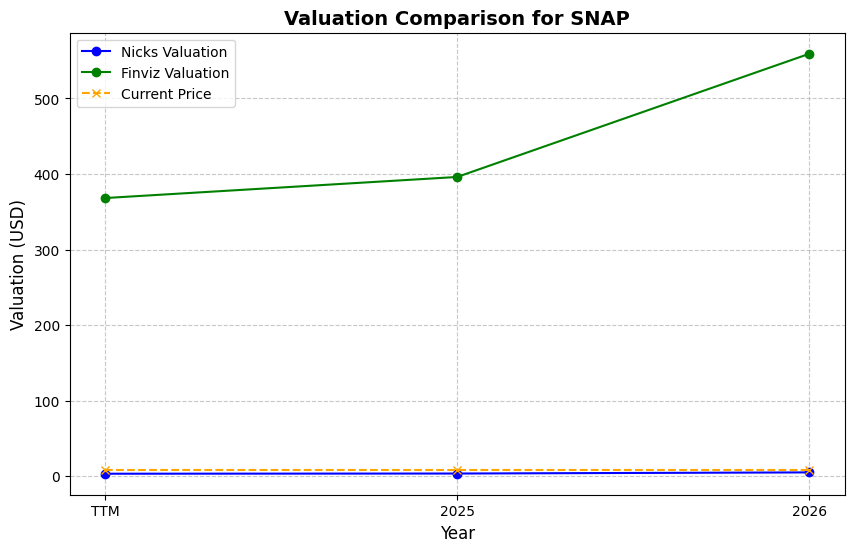 Valuation Comparison for SNAP
Nicks Valuation
Finviz Valuation
Current Price
Valuation (USD)
500
400
300
200
100
0
TTM 2025 2026
Year